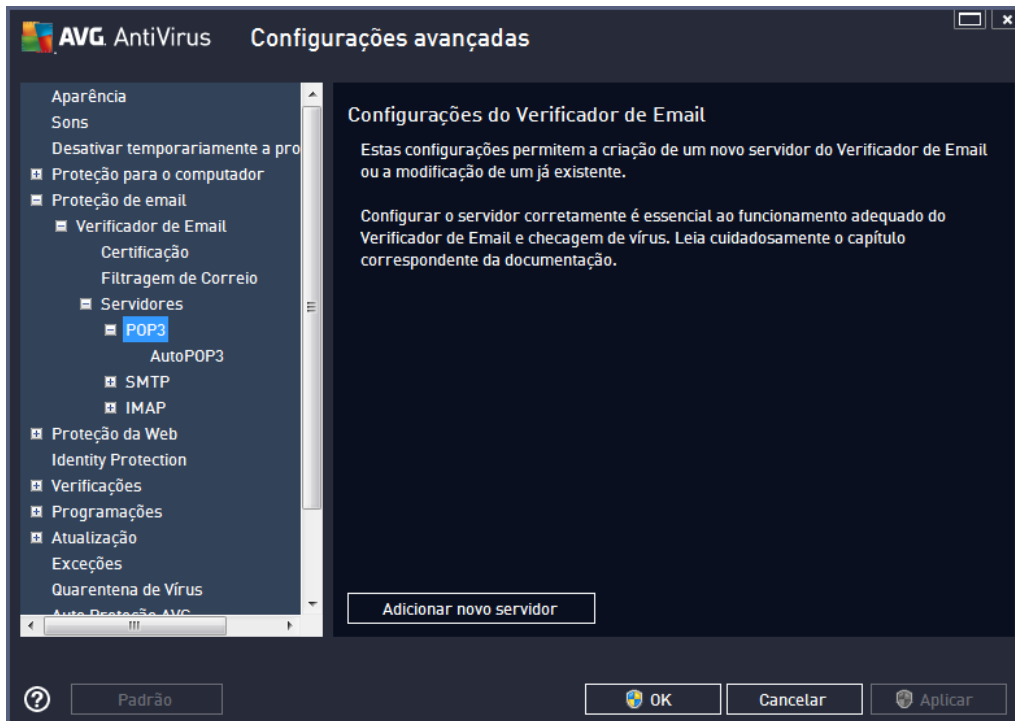 AVG. AntiVirus Configurações avançadas
Aparência
Sons
Desativar temporariamente a pro
Proteção para o computador
Proteção de email
Verificador de Email
Certificação
Filtragem de Correio
Servidores
POP3
AutoPOP3
SMTP
IMAP
Proteção da Web
Identity Protection
Verificações
Programações
Atualização
Exceções
Quarentena de Vírus
Auto Proteção AVG
Configurações do Verificador de Email
Estas configurações permitem a criação de um novo servidor do Verificador de Email
ou a modificação de um já existente.
Configurar o servidor corretamente é essencial ao funcionamento adequado do
Verificador de Email e checagem de vírus. Leia cuidadosamente o capítulo
correspondente da documentação.
Adicionar novo servidor
Padrão
OK
Cancelar
Aplicar